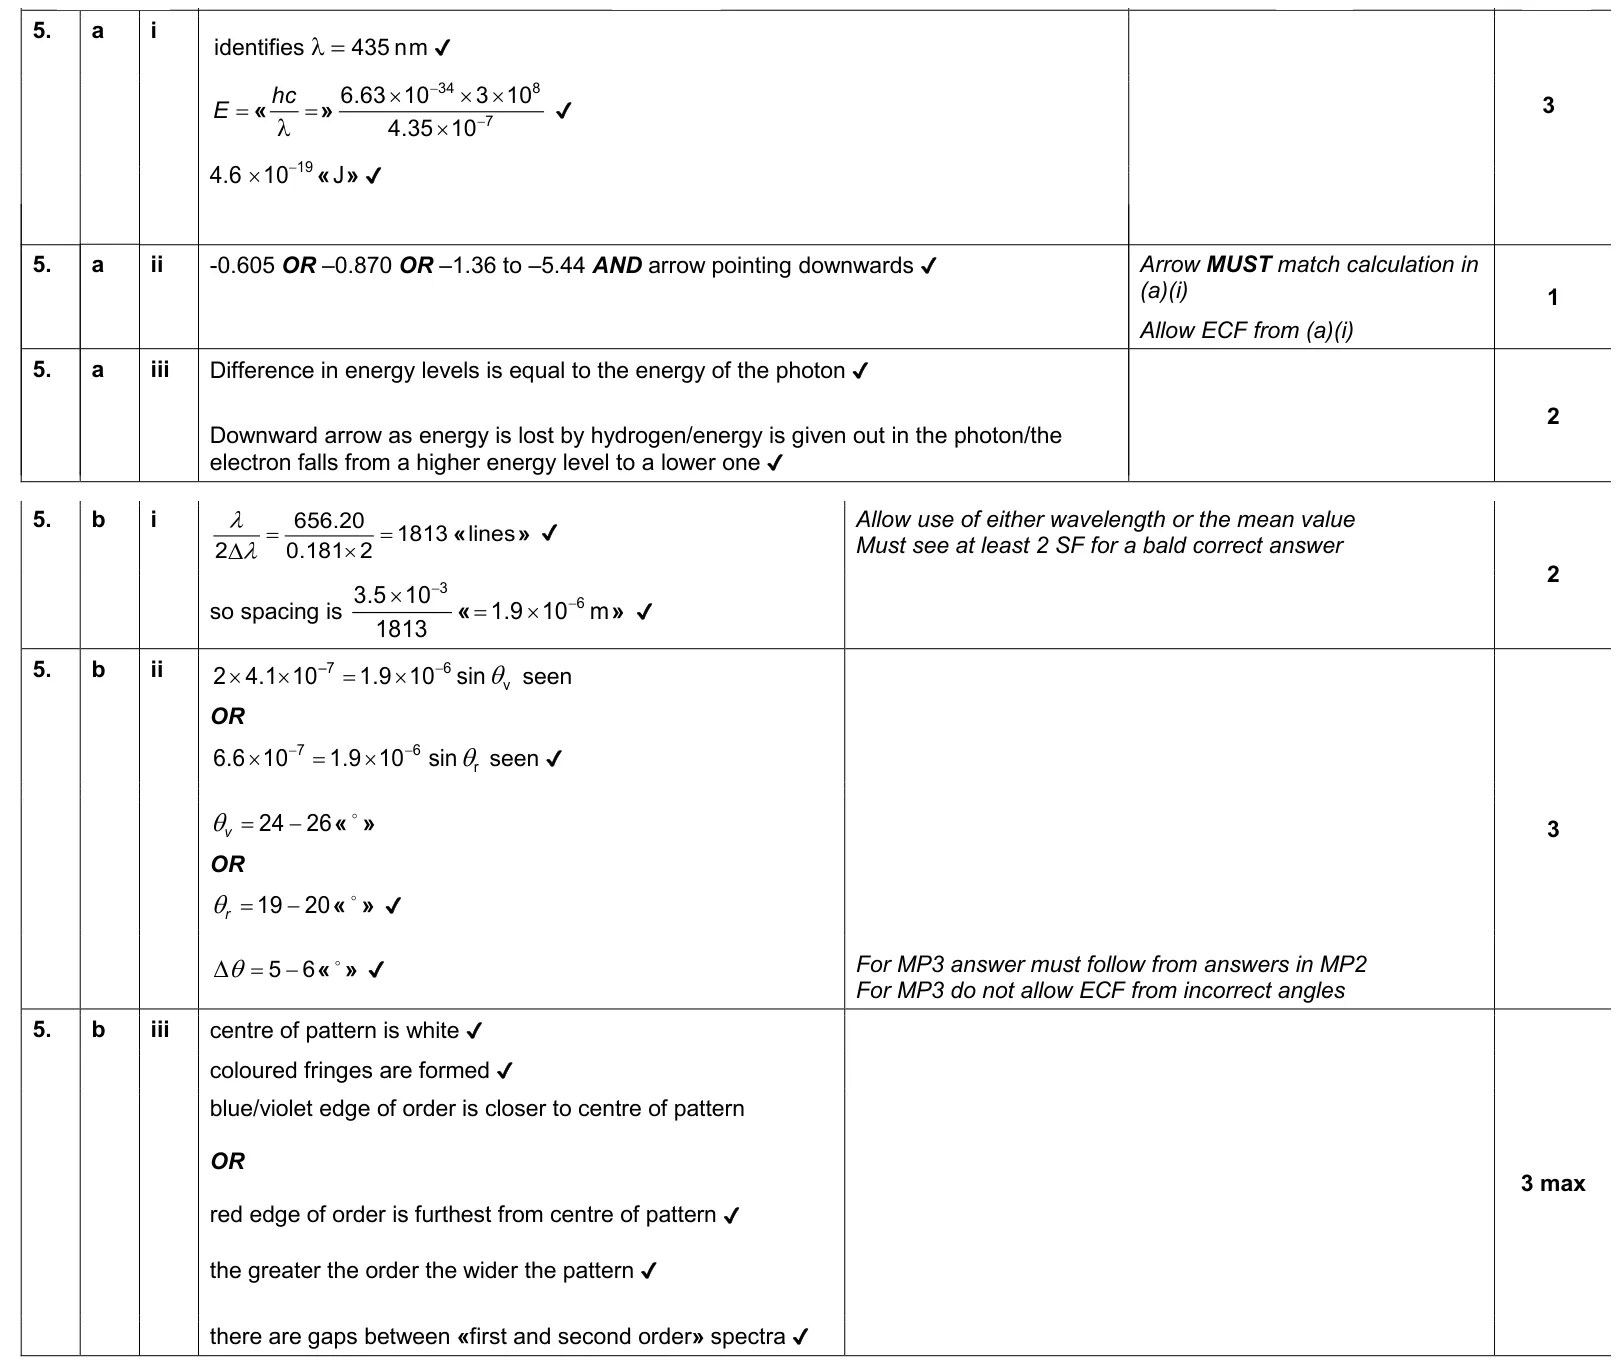 5. a i identifies λ = 435 nm ✔
E = «hc/λ =» 6.63×10⁻³⁴ ×3×10⁸ / 4.35×10⁻⁷ ✔
3
4.6 ×10⁻¹⁹ «J» ✔
5. a ii -0.605 OR –0.870 OR –1.36 to –5.44 AND arrow pointing downwards ✔
Arrow MUST match calculation in
(a)(i)
Allow ECF from (a)(i)
1
5. a iii Difference in energy levels is equal to the energy of the photon ✔
Downward arrow as energy is lost by hydrogen/energy is given out in the photon/the
electron falls from a higher energy level to a lower one ✔
2
5. b i λ/2Δλ = 656.20/0.181×2 = 1813 «lines» ✔
so spacing is 3.5×10⁻³/1813 «=1.9×10⁻⁶ m» ✔
Allow use of either wavelength or the mean value
Must see at least 2 SF for a bald correct answer
2
5. b ii 2×4.1×10⁻⁷ =1.9×10⁻⁶ sin θᵥ seen
OR
6.6×10⁻⁷ =1.9×10⁻⁶ sin θᵣ seen ✔
θᵥ = 24 – 26«°»
OR
θᵣ = 19 – 20«°» ✔
Δθ = 5 – 6«°» ✔
For MP3 answer must follow from answers in MP2
For MP3 do not allow ECF from incorrect angles
3
5. b iii centre of pattern is white ✔
coloured fringes are formed ✔
blue/violet edge of order is closer to centre of pattern
OR
red edge of order is furthest from centre of pattern ✔
the greater the order the wider the pattern ✔
there are gaps between «first and second order» spectra ✔
3 max